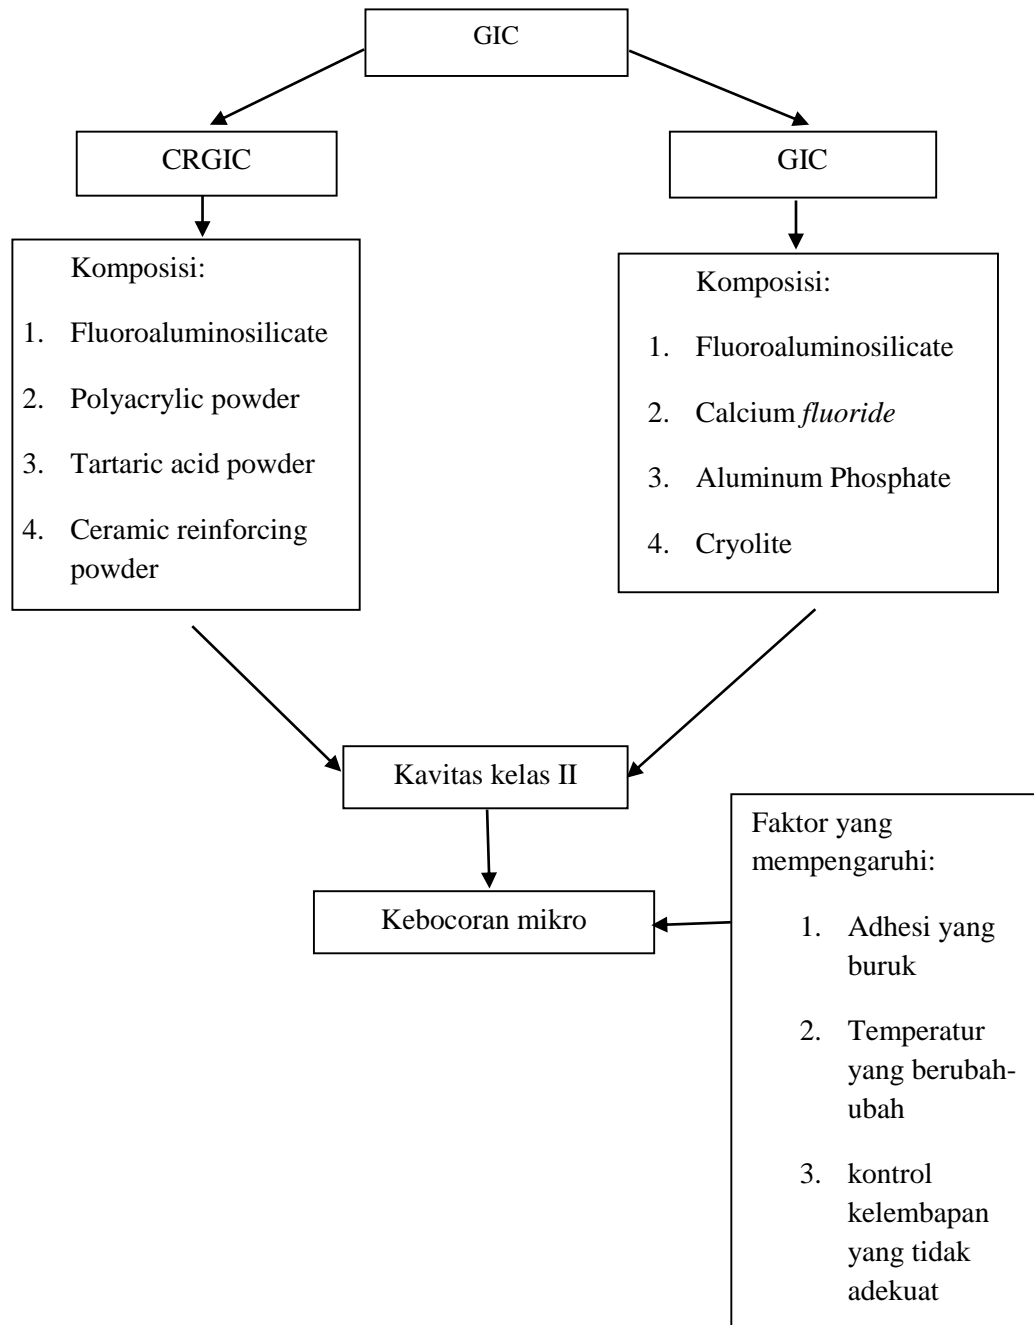 GIC
CRGIC
GIC
Komposisi:
1. Fluoroaluminosilicate
2. Polyacrylic powder
3. Tartaric acid powder
4. Ceramic reinforcing
powder
Komposisi:
1. Fluoroaluminosilicate
2. Calcium fluoride
3. Aluminum Phosphate
4. Cryolite
Kavitas kelas II
Kebocoran mikro
Faktor yang
mempengaruhi:
1. Adhesi yang
buruk
2. Temperatur
yang berubah-
ubah
3. kontrol
kelembapan
yang tidak
adekuat